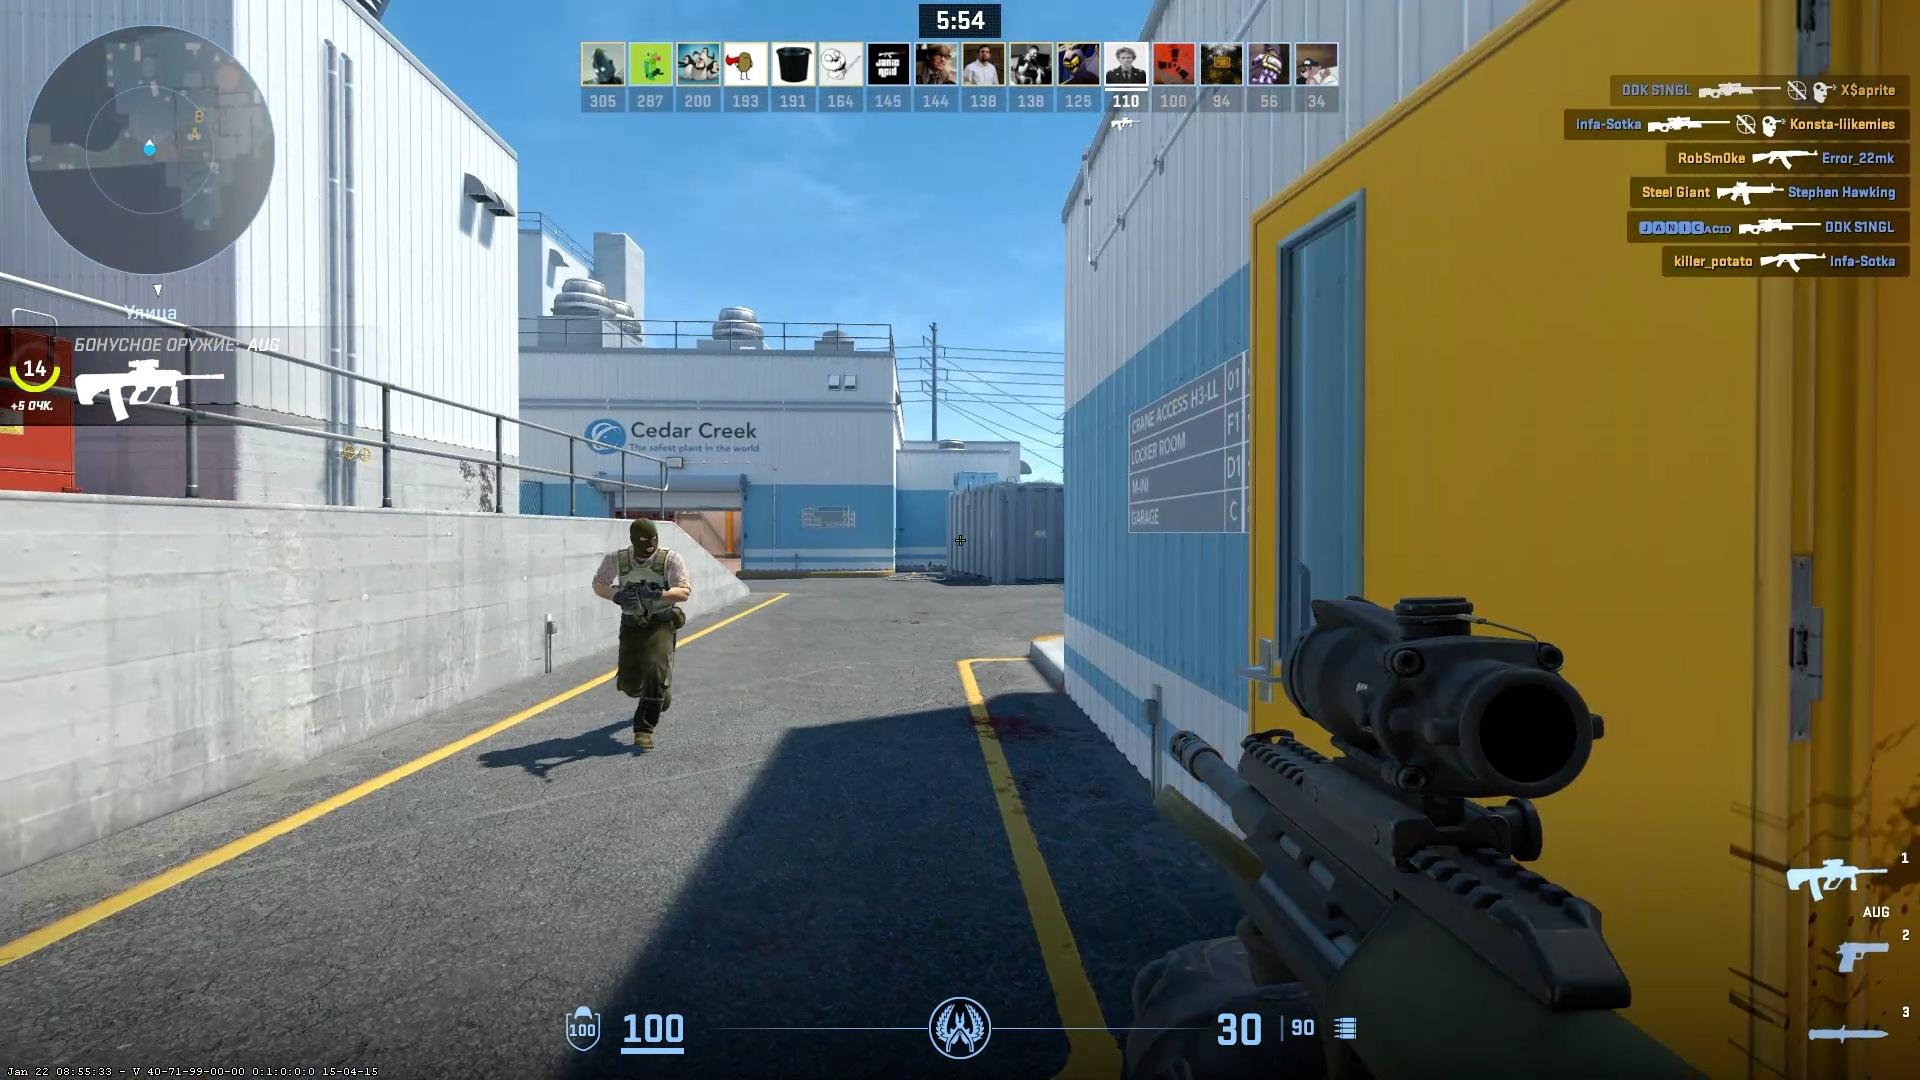 5:54
305 287 200 193 191 164 145 144 138 138 125 110 100 94 56 34
DDK S1NGL X$aprite
Infa-Sotka Konsta-liikemies
RobSm0ke Error_22mk
Steel Giant Stephen Hawking
JANICACID DDK S1NGL
killer_potato Infa-Sotka
B
A
Улица
БОНУСНОЕ ОРУЖИЕ: AUG
14
+5 ОЧК.
Cedar Creek
The safest plant in the world
CRANE ACCESS H3-LL 01
LOCKER ROOM F1
M-INI D1
GARAGE C
1
AUG
2
3
100 100
30 | 90
Jan 22 08:55:33 - V 40-71-99-00-00 0:1:0:0:0 15-04-15